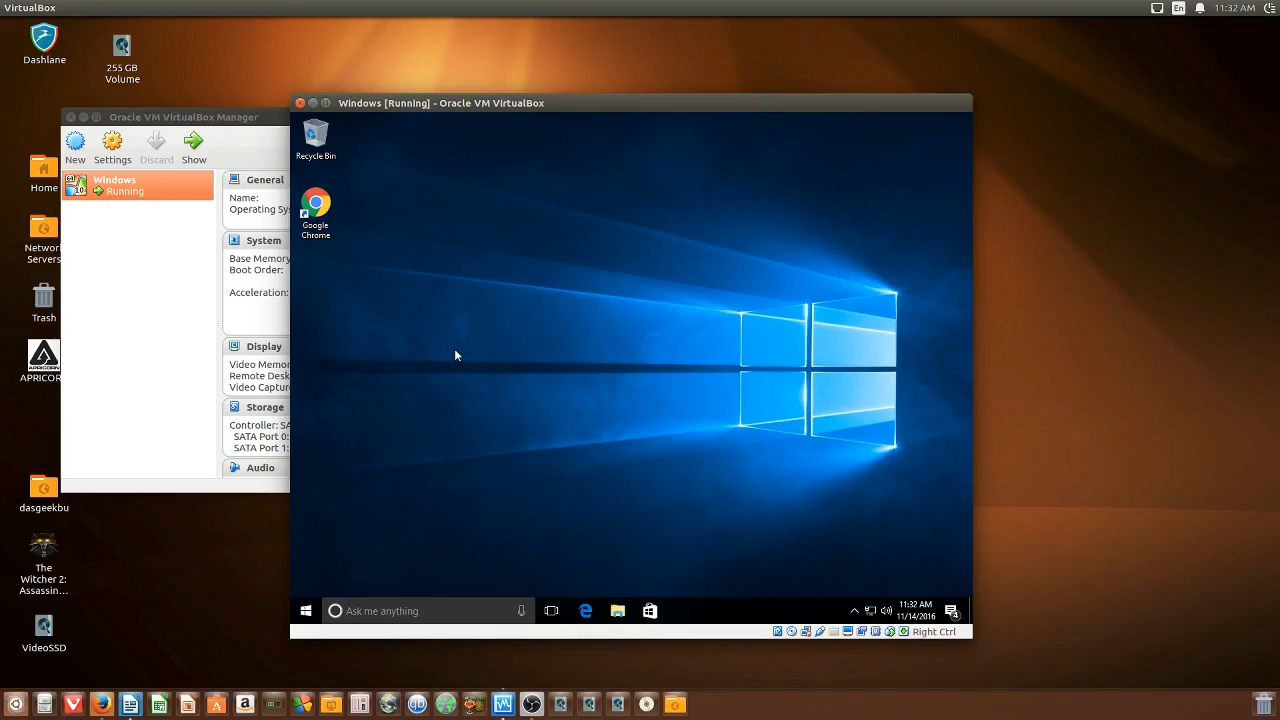 VirtualBox
En
11:32 AM
Dashlane
255 GB
Volume
Home
Network
Servers
Trash
APRICOR
dasgeekbu
The
Witcher 2:
Assassin...
VideoSSD
Oracle VM VirtualBox Manager
New
Settings
Discard
Show
Windows
Running
General
Name:
Operating Sys
System
Base Memory
Boot Order:
Acceleration:
Display
Video Memor
Remote Desk
Video Captur
Storage
Controller: SA
SATA Port 0:
SATA Port 1:
Audio
Windows [Running] - Oracle VM VirtualBox
Recycle Bin
Google
Chrome
Ask me anything
11:32 AM
11/14/2016
4
Right Ctrl